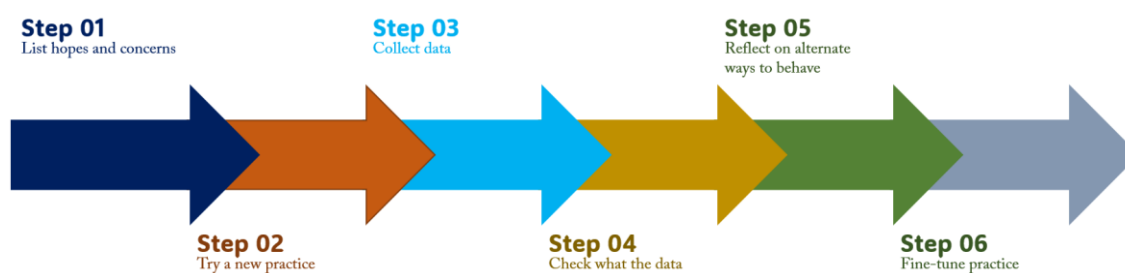 Step 01
List hopes and concerns
Step 02
Try a new practice
Step 03
Collect data
Step 04
Check what the data
Step 05
Reflect on alternate
ways to behave
Step 06
Fine-tune practice